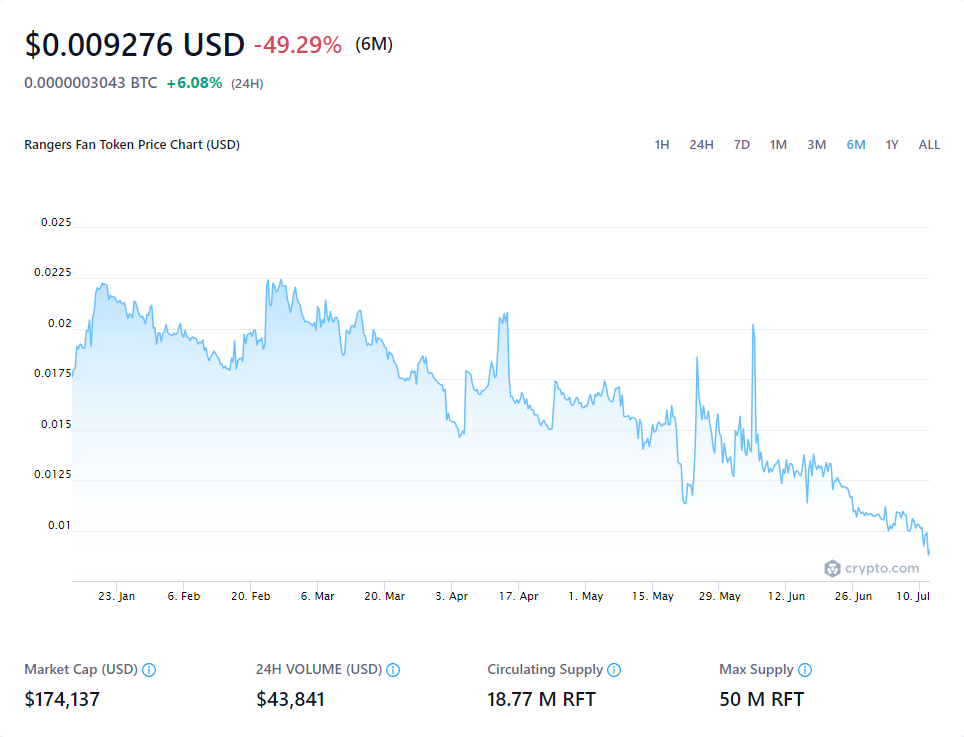 $0.009276 USD -49.29% (6M)
0.0000003043 BTC +6.08% (24H)
Rangers Fan Token Price Chart (USD)
1H 24H 7D 1M 3M 6M 1Y ALL
0.025
0.0225
0.02
0.0175
0.015
0.0125
0.01
crypto.com
23. Jan 6. Feb 20. Feb 6. Mar 20. Mar 3. Apr 17. Apr 1. May 15. May 29. May 12. Jun 26. Jun 10. Jul
Market Cap (USD) 24H VOLUME (USD) Circulating Supply Max Supply
$174,137 $43,841 18.77 M RFT 50 M RFT